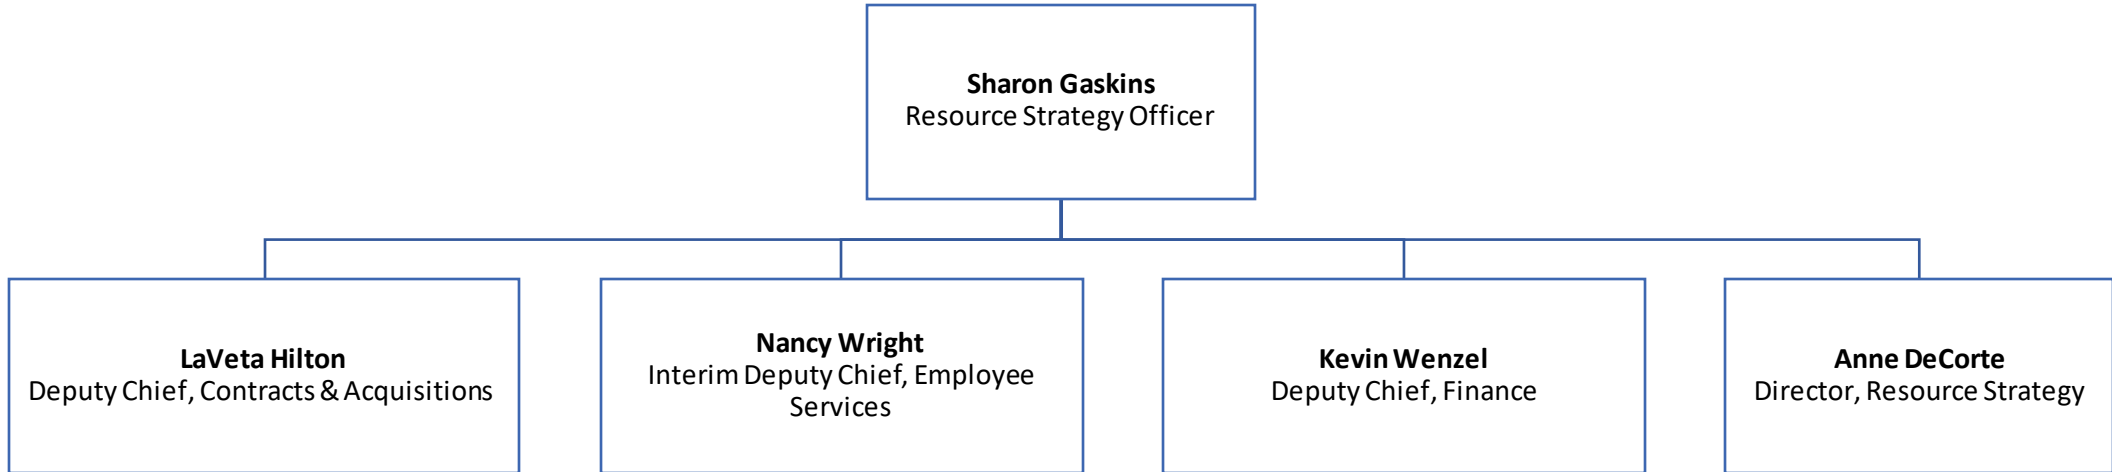 Sharon Gaskins
Resource Strategy Officer
LaVeta Hilton
Deputy Chief, Contracts & Acquisitions
Nancy Wright
Interim Deputy Chief, Employee
Services
Kevin Wenzel
Deputy Chief, Finance
Anne DeCorte
Director, Resource Strategy